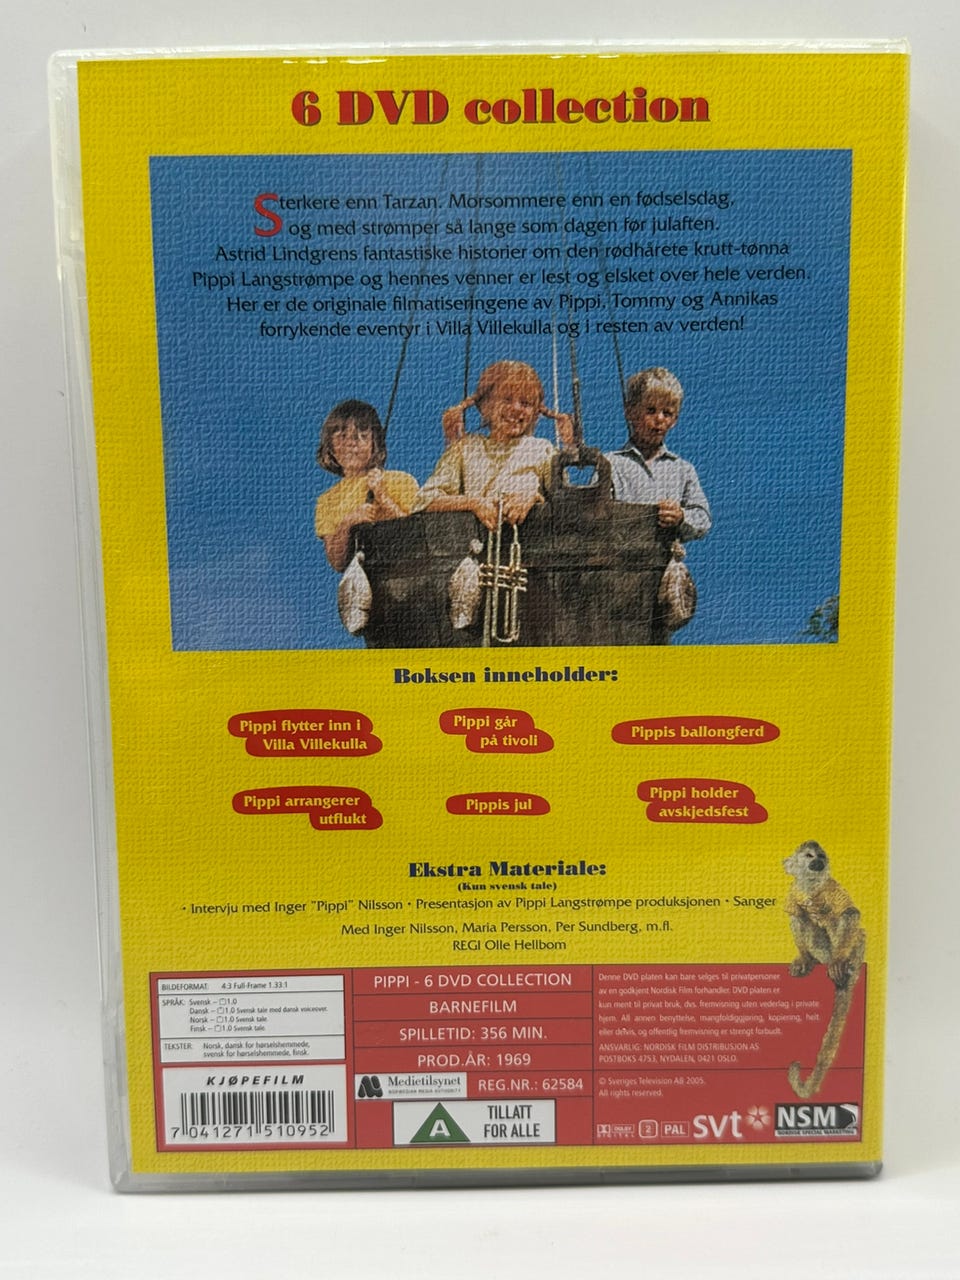 6 DVD collection
Sterkere enn Tarzan. Morsommere enn en fødselsdag,
og med strømper så lange som dagen før julaften.
Astrid Lindgrens fantastiske historier om den rødhårete krutt-tønna
Pippi Langstrømpe og hennes venner er lest og elsket over hele verden.
Her er de originale filmatiseringene av Pippi, Tommy og Annikas
forrykende eventyr i Villa Villekulla og i resten av verden!
Boksen inneholder:
Pippi flytter inn i
Villa Villekulla
Pippi går
på tivoli
Pippis ballongferd
Pippi arrangerer
utflukt
Pippis jul
Pippi holder
avskjedsfest
Ekstra Materiale:
(Kun svensk tale)
• Intervju med Inger "Pippi" Nilsson • Presentasjon av Pippi Langstrømpe produksjonen • Sanger
Med Inger Nilsson, Maria Persson, Per Sundberg, m.fl.
REGI Olle Hellbom
BILDEFORMAT: 4:3 Full-Frame 1.33:1
SPRÅK: Svensk – 1.0
Dansk – 1.0 Svensk tale med dansk voiceover.
Norsk – 1.0 Svensk tale.
Finsk – 1.0 Svensk tale.
TEKSTER: Norsk, dansk for hørselshemmede,
svensk for hørselshemmede, finsk.
KJØPEFILM
7 041271 510952
PIPPI - 6 DVD COLLECTION
BARNEFILM
SPILLETID: 356 MIN.
PROD.ÅR: 1969
Medietilsynet
NORWEGIAN MEDIA AUTHORITY
REG.NR.: 62584
A
TILLATT
FOR ALLE
Denne DVD platen kan bare selges til privatpersoner
av en godkjent Nordisk Film forhandler. DVD platen er
kun ment til privat bruk, dvs. fremvisning uten vederlag i private
hjem. All annen benyttelse, mangfoldiggjøring, kopiering, helt
eller delvis, og offentlig fremvisning er strengt forbudt.
ANSVARLIG: NORDISK FILM DISTRIBUSJON AS
POSTBOKS 4753, NYDALEN, 0421 OSLO.
© Sveriges Television AB 2005.
All rights reserved.
DOLBY
DIGITAL
2
PAL
SVT
NSM
NORDISK SPECIAL MARKETING